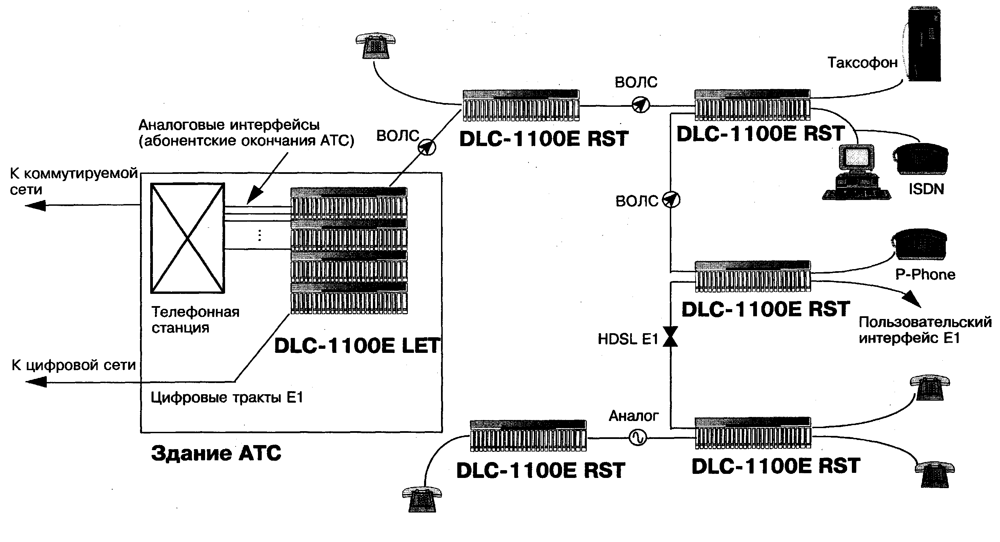 Таксофон
ВОЛС
Аналоговые интерфейсы
(абонентские окончания АТС)
ВОЛС
DLC-1100E RST
DLC-1100E RST
К коммутируемой
сети
ISDN
ВОЛС
P-Phone
DLC-1100E RST
Телефонная
станция
Пользовательский
интерфейс E1
HDSL E1
DLC-1100E LET
К цифровой сети
Цифровые тракты E1
Аналог
Здание АТС
DLC-1100E RST
DLC-1100E RST